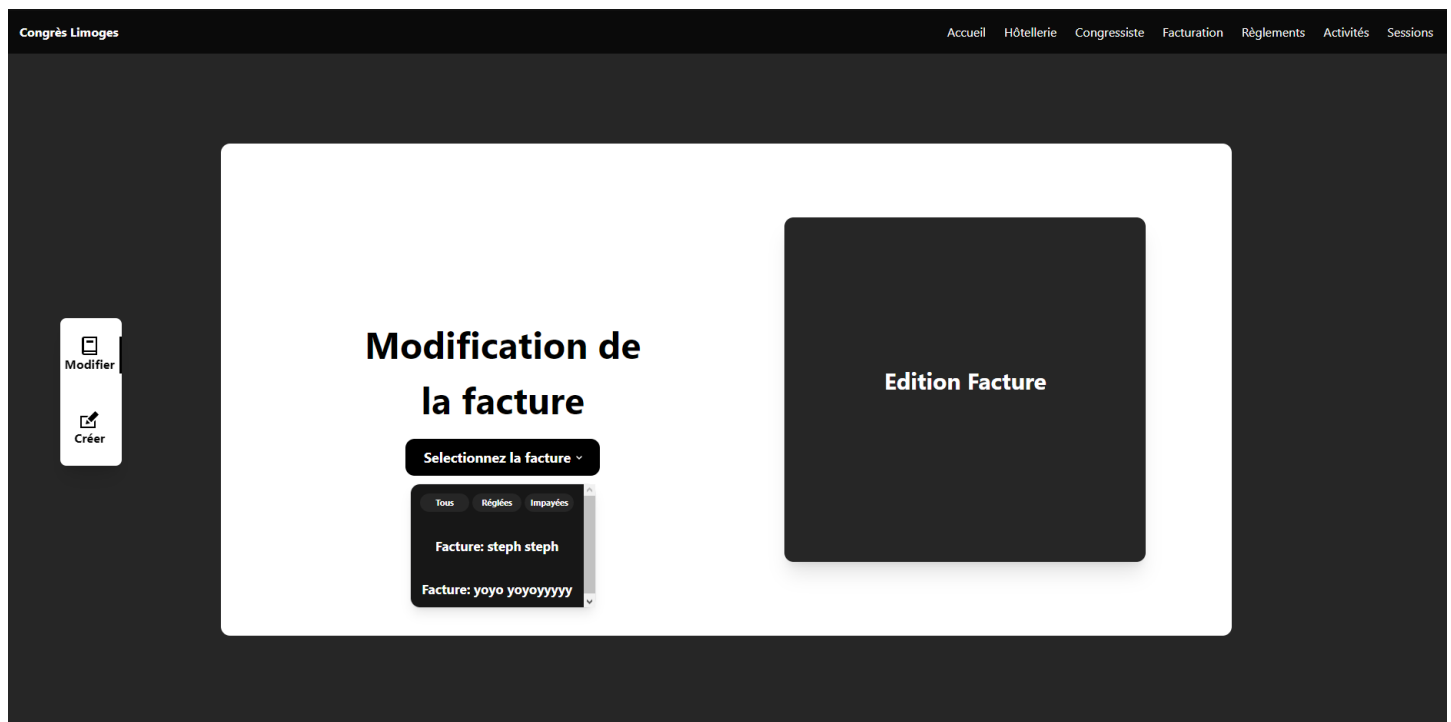 Congrès Limoges
Accueil Hôtellerie Congressiste Facturation Règlements Activités Sessions
Modifier
Créer
Modification de
la facture
Selectionnez la facture
Tous Réglées Impayées
Facture: steph steph
Facture: yoyo yoyoyyyyy
Edition Facture